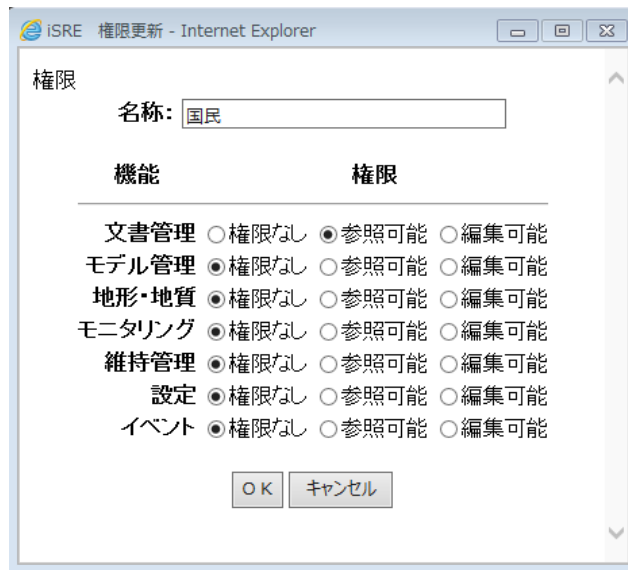 iSRE 権限更新 - Internet Explorer
権限
名称: 国民
機能 権限
文書管理 権限なし 参照可能 編集可能
モデル管理 権限なし 参照可能 編集可能
地形・地質 権限なし 参照可能 編集可能
モニタリング 権限なし 参照可能 編集可能
維持管理 権限なし 参照可能 編集可能
設定 権限なし 参照可能 編集可能
イベント 権限なし 参照可能 編集可能
ＯＫ キャンセル